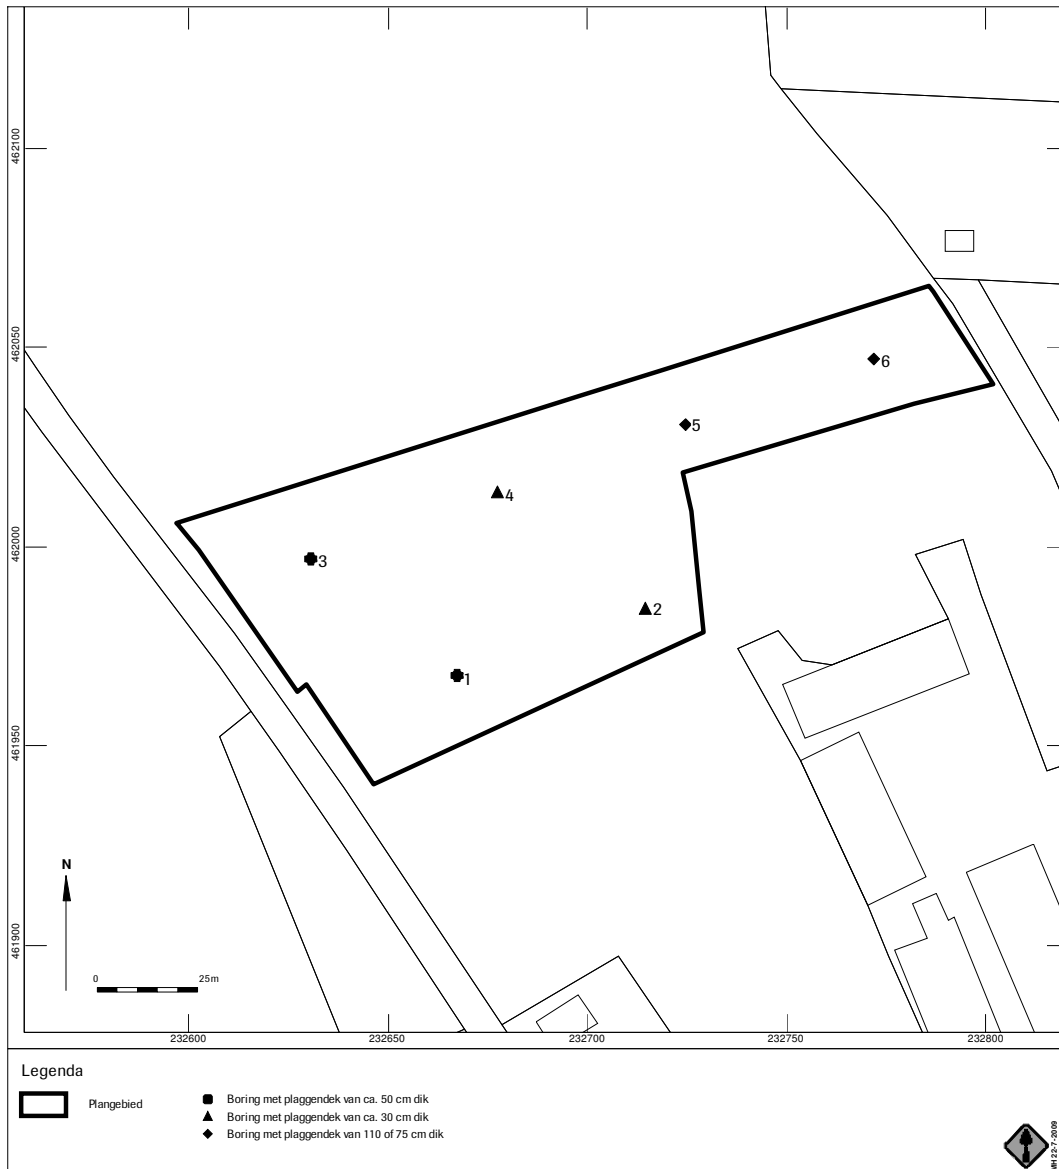 462100
462050
462000
461950
461900
6
5
4
3
2
1
N
0 25m
232600 232650 232700 232750 232800
Legenda
Plangebied
Boring met plaggendek van ca. 50 cm dik
Boring met plaggendek van ca. 30 cm dik
Boring met plaggendek van 110 of 75 cm dik